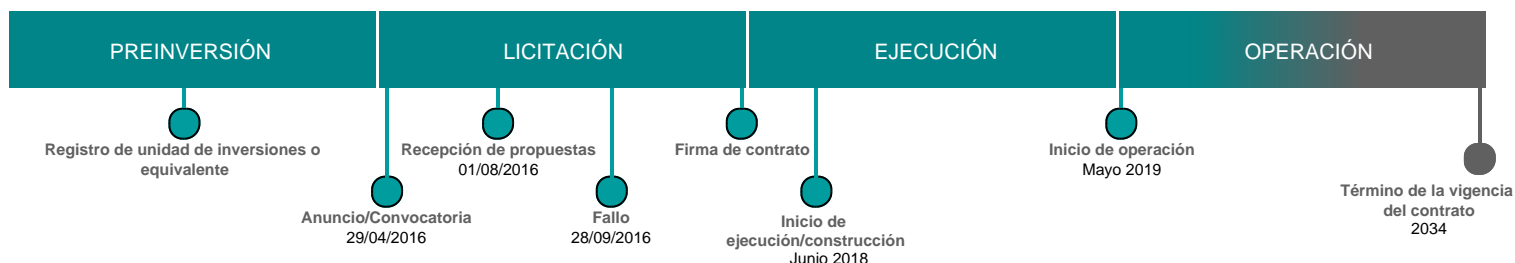 PREINVERSIÓN
LICITACIÓN
EJECUCIÓN
OPERACIÓN
Registro de unidad de inversiones o
equivalente
Anuncio/Convocatoria
29/04/2016
Recepción de propuestas
01/08/2016
Fallo
28/09/2016
Firma de contrato
Inicio de
ejecución/construcción
Junio 2018
Inicio de operación
Mayo 2019
Término de la vigencia
del contrato
2034